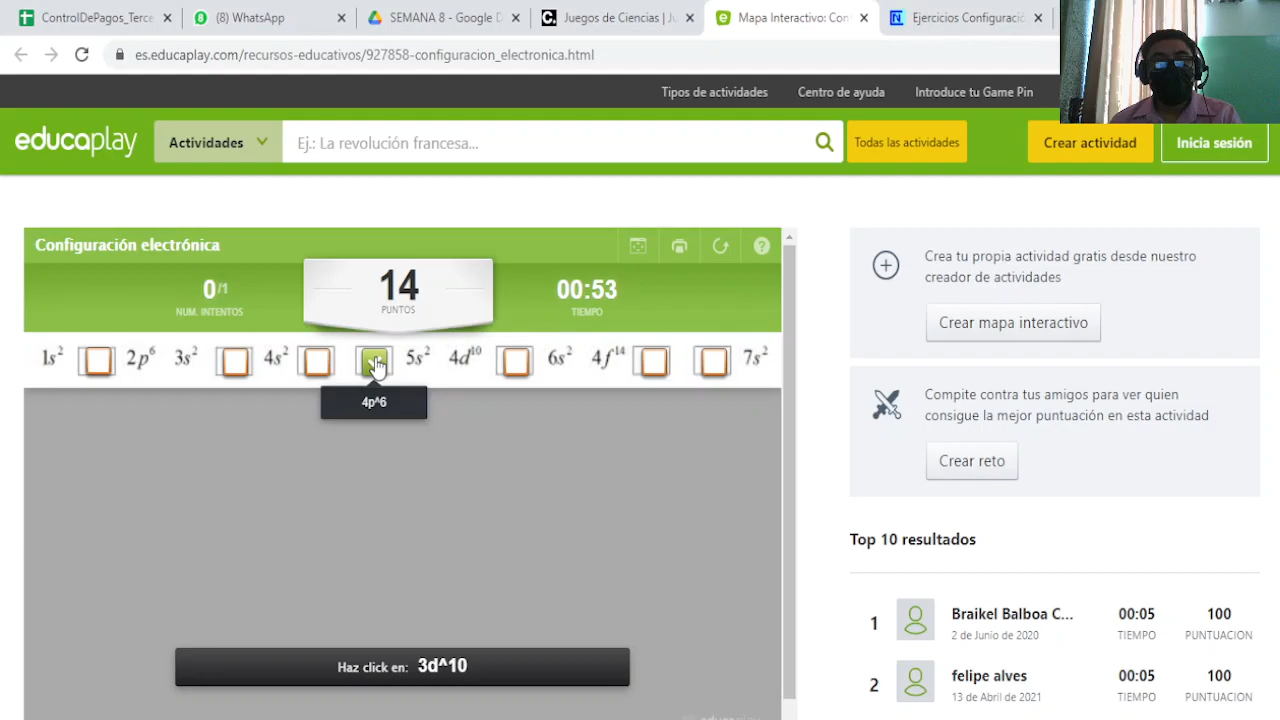 ControlDePagos_Terce
(8) WhatsApp
SEMANA 8 - Google D
Juegos de Ciencias | Ju
Mapa Interactivo: Con
Ejercicios Configuració
es.educaplay.com/recursos-educativos/927858-configuracion_electronica.html
Tipos de actividades
Centro de ayuda
Introduce tu Game Pin
educaplay
Actividades
Ej.: La revolución francesa...
Todas las actividades
Crear actividad
Inicia sesión
Configuración electrónica
0/1
NUM. INTENTOS
14
PUNTOS
00:53
TIEMPO
1s² 2p⁶ 3s² 4s² 5s² 4d¹⁰ 6s² 4f¹⁴ 7s²
4p^6
Haz click en: 3d^10
Crea tu propia actividad gratis desde nuestro
creador de actividades
Crear mapa interactivo
Compite contra tus amigos para ver quien
consigue la mejor puntuación en esta actividad
Crear reto
Top 10 resultados
1 Braikel Balboa C... 00:05 100
2 de Junio de 2020 TIEMPO PUNTUACION
2 felipe alves 00:05 100
13 de Abril de 2021 TIEMPO PUNTUACION